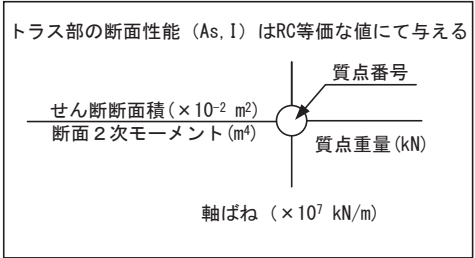 トラス部の断面性能（As,I）はRC等価な値にて与える
質点番号
せん断断面積(×10⁻² m²)
断面２次モーメント(m⁴)
質点重量(kN)
軸ばね（×10⁷ kN/m）